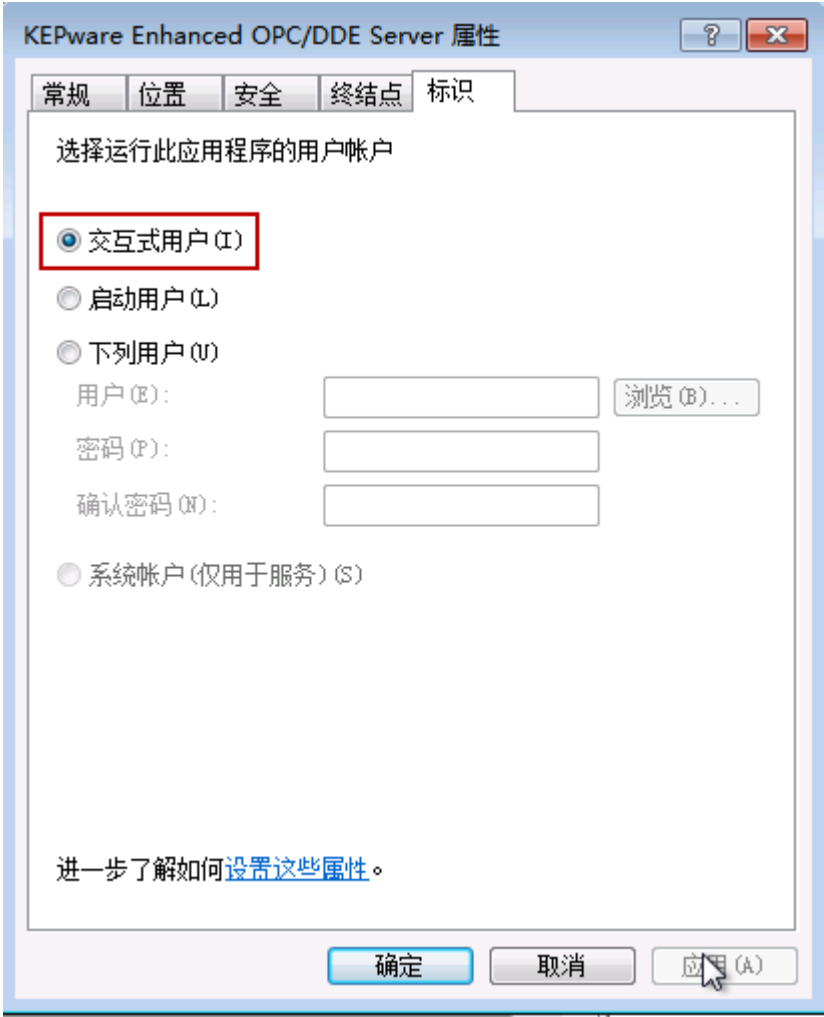 KEPware Enhanced OPC/DDE Server 属性
常规 位置 安全 终结点 标识
选择运行此应用程序的用户帐户
交互式用户(I)
启动用户(L)
下列用户(U)
用户(E):
浏览(B)...
密码(P):
确认密码(N):
系统帐户(仅用于服务)(S)
进一步了解如何设置这些属性。
确定 取消 应用(A)